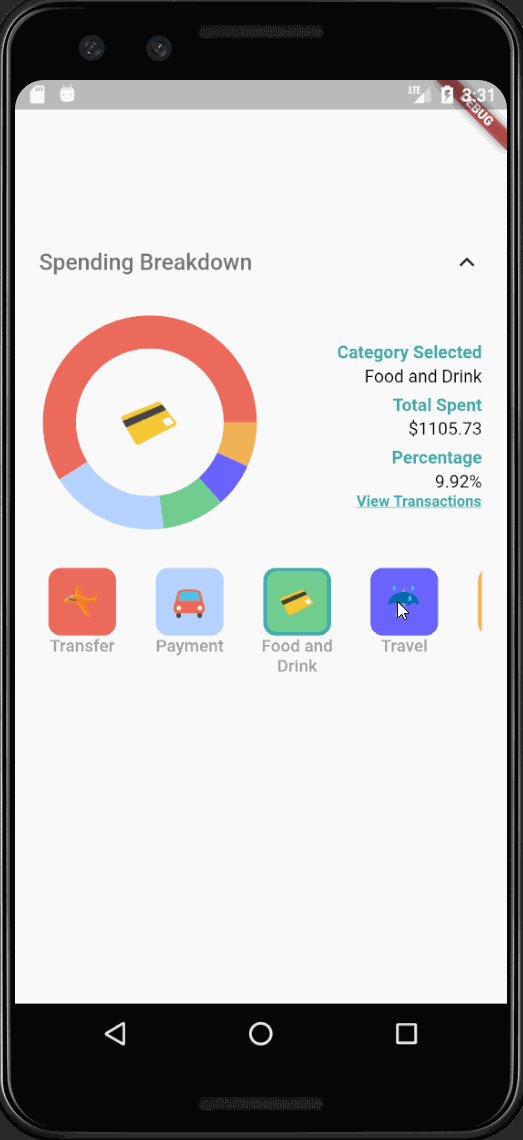 LTE 3:31
DEBUG
Spending Breakdown
Category Selected
Food and Drink
Total Spent
$1105.73
Percentage
9.92%
View Transactions
Transfer
Payment
Food and
Drink
Travel